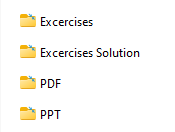 Excercises
Excercises Solution
PDF
PPT